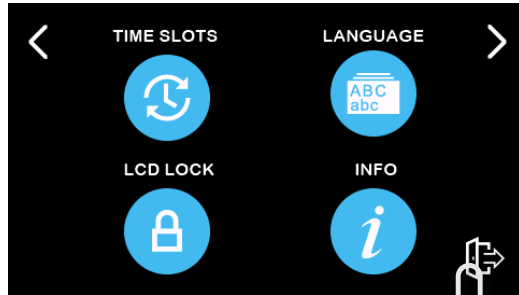 TIME SLOTS
LANGUAGE
ABC
abc
LCD LOCK
INFO
i